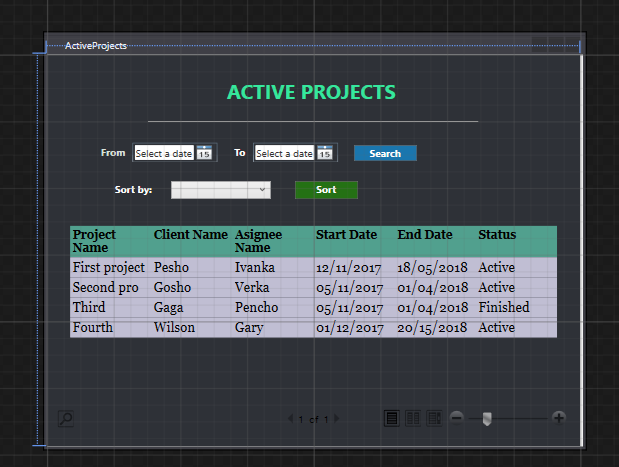 ActiveProjects
ACTIVE PROJECTS
From Select a date 15 To Select a date 15 Search
Sort by: Sort
Project Name Client Name Asignee Name Start Date End Date Status
First project Pesho Ivanka 12/11/2017 18/05/2018 Active
Second pro Gosho Verka 05/11/2017 01/04/2018 Active
Third Gaga Pencho 05/11/2017 01/04/2018 Finished
Fourth Wilson Gary 01/12/2017 20/15/2018 Active
1 of 1